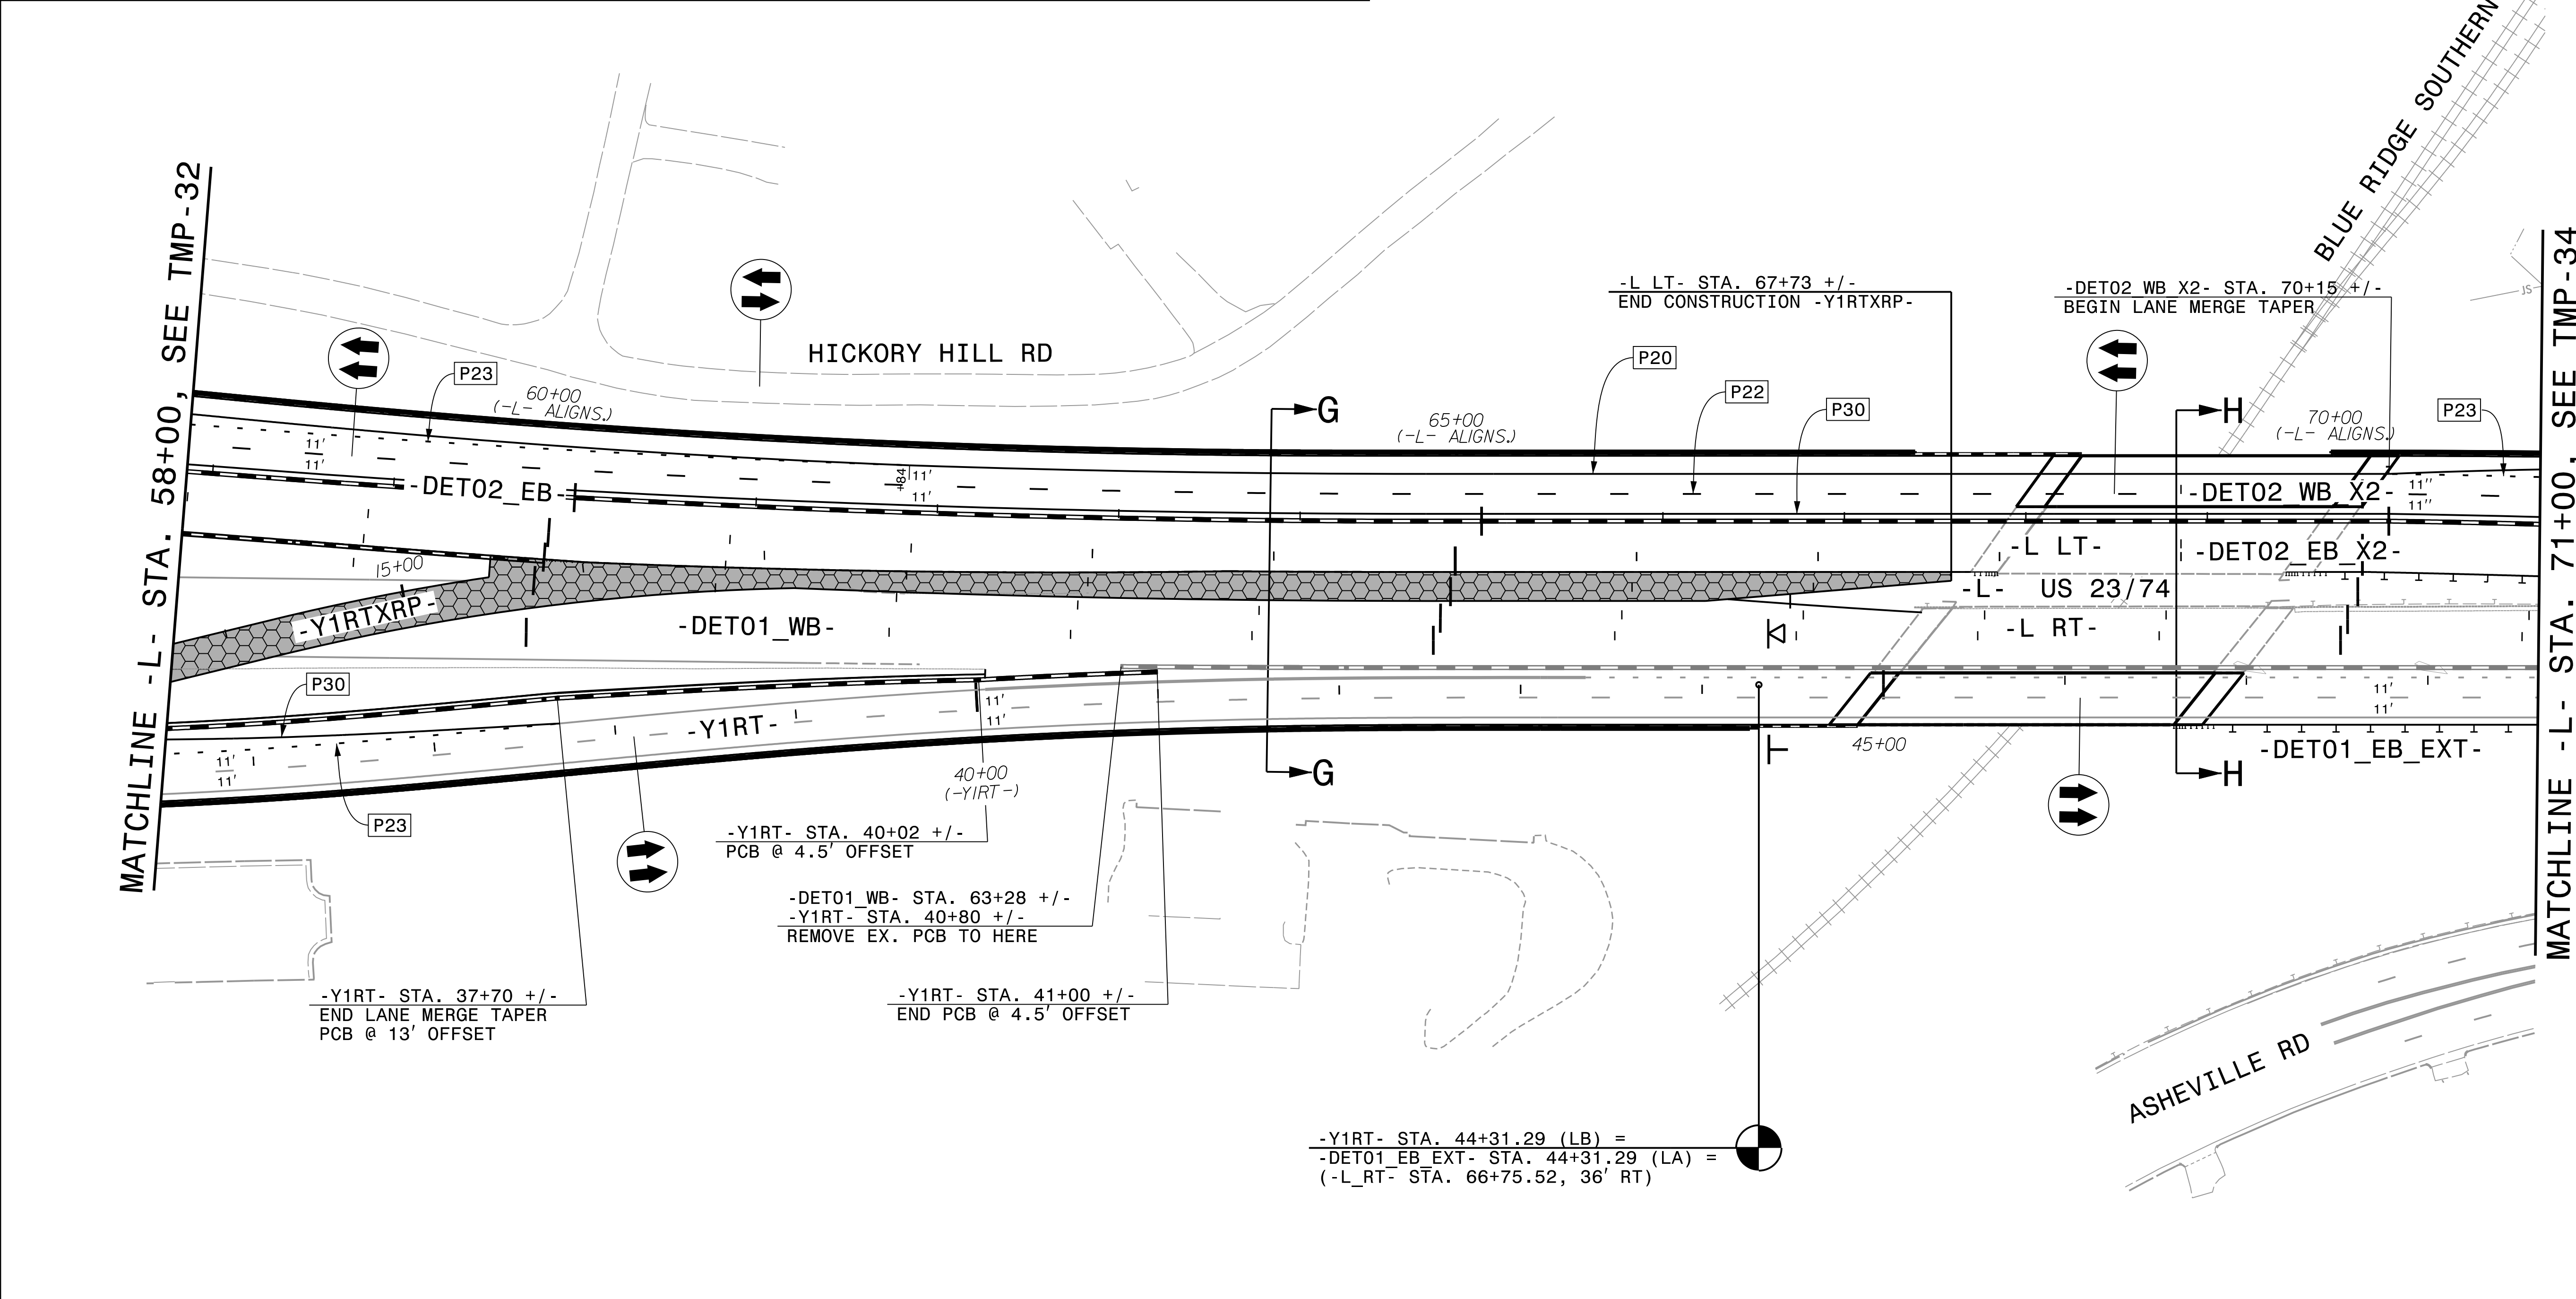 MATCHLINE -L- STA. 58+00, SEE TMP-32
BLUE RIDGE SOUTHERN
MATCHLINE -L- STA. 71+00, SEE TMP-34
HICKORY HILL RD
-L LT- STA. 67+73 +/-
END CONSTRUCTION -Y1RTXRP-
-DET02_WB_X2- STA. 70+15 +/-
BEGIN LANE MERGE TAPER
JS
P23
60+00
(-L- ALIGNS.)
P20
P22
P30
65+00
(-L- ALIGNS.)
70+00
(-L- ALIGNS.)
P23
G
H
11'
11'
-DET02_EB-
+84
11'
11'
-DET02_WB_X2-
11''
11''
-L LT-
-DET02_EB_X2-
15+00
-Y1RTXRP-
-DET01_WB-
-L-
US 23/74
-L RT-
P30
11'
11'
-Y1RT-
11'
11'
11'
11'
45+00
-DET01_EB_EXT-
G
H
40+00
(-Y1RT-)
P23
-Y1RT- STA. 40+02 +/-
PCB @ 4.5' OFFSET
-DET01_WB- STA. 63+28 +/-
-Y1RT- STA. 40+80 +/-
REMOVE EX. PCB TO HERE
-Y1RT- STA. 37+70 +/-
END LANE MERGE TAPER
PCB @ 13' OFFSET
-Y1RT- STA. 41+00 +/-
END PCB @ 4.5' OFFSET
ASHEVILLE RD
-Y1RT- STA. 44+31.29 (LB) =
-DET01_EB_EXT- STA. 44+31.29 (LA) =
(-L_RT- STA. 66+75.52, 36' RT)